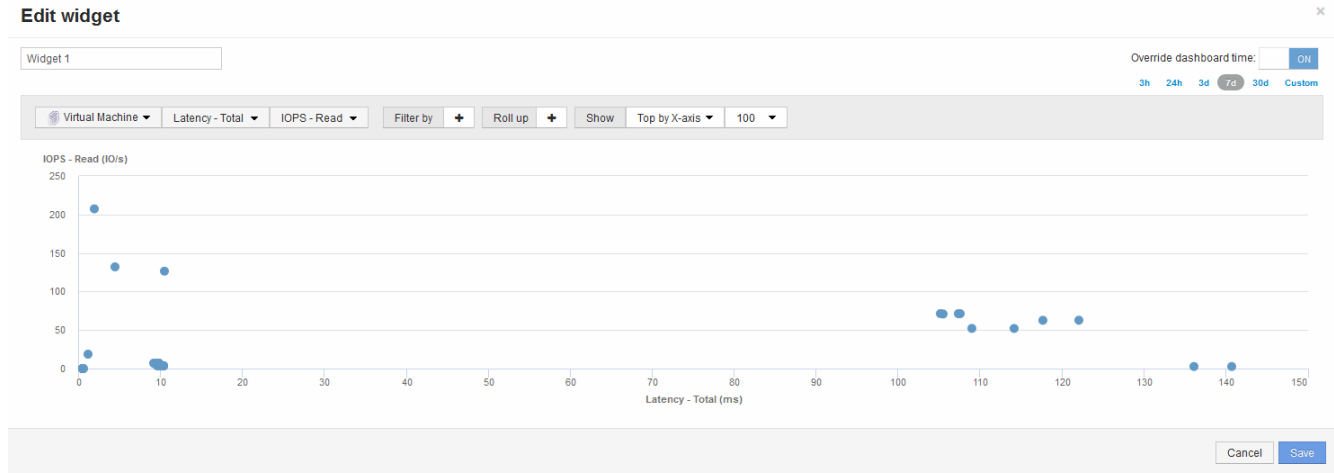 Edit widget ×
Widget 1
Override dashboard time: ON
3h 24h 3d 7d 30d Custom
Virtual Machine Latency - Total IOPS - Read Filter by + Roll up + Show Top by X-axis 100
IOPS - Read (IO/s)
250
200
150
100
50
0
0 10 20 30 40 50 60 70 80 90 100 110 120 130 140 150
Latency - Total (ms)
Cancel Save